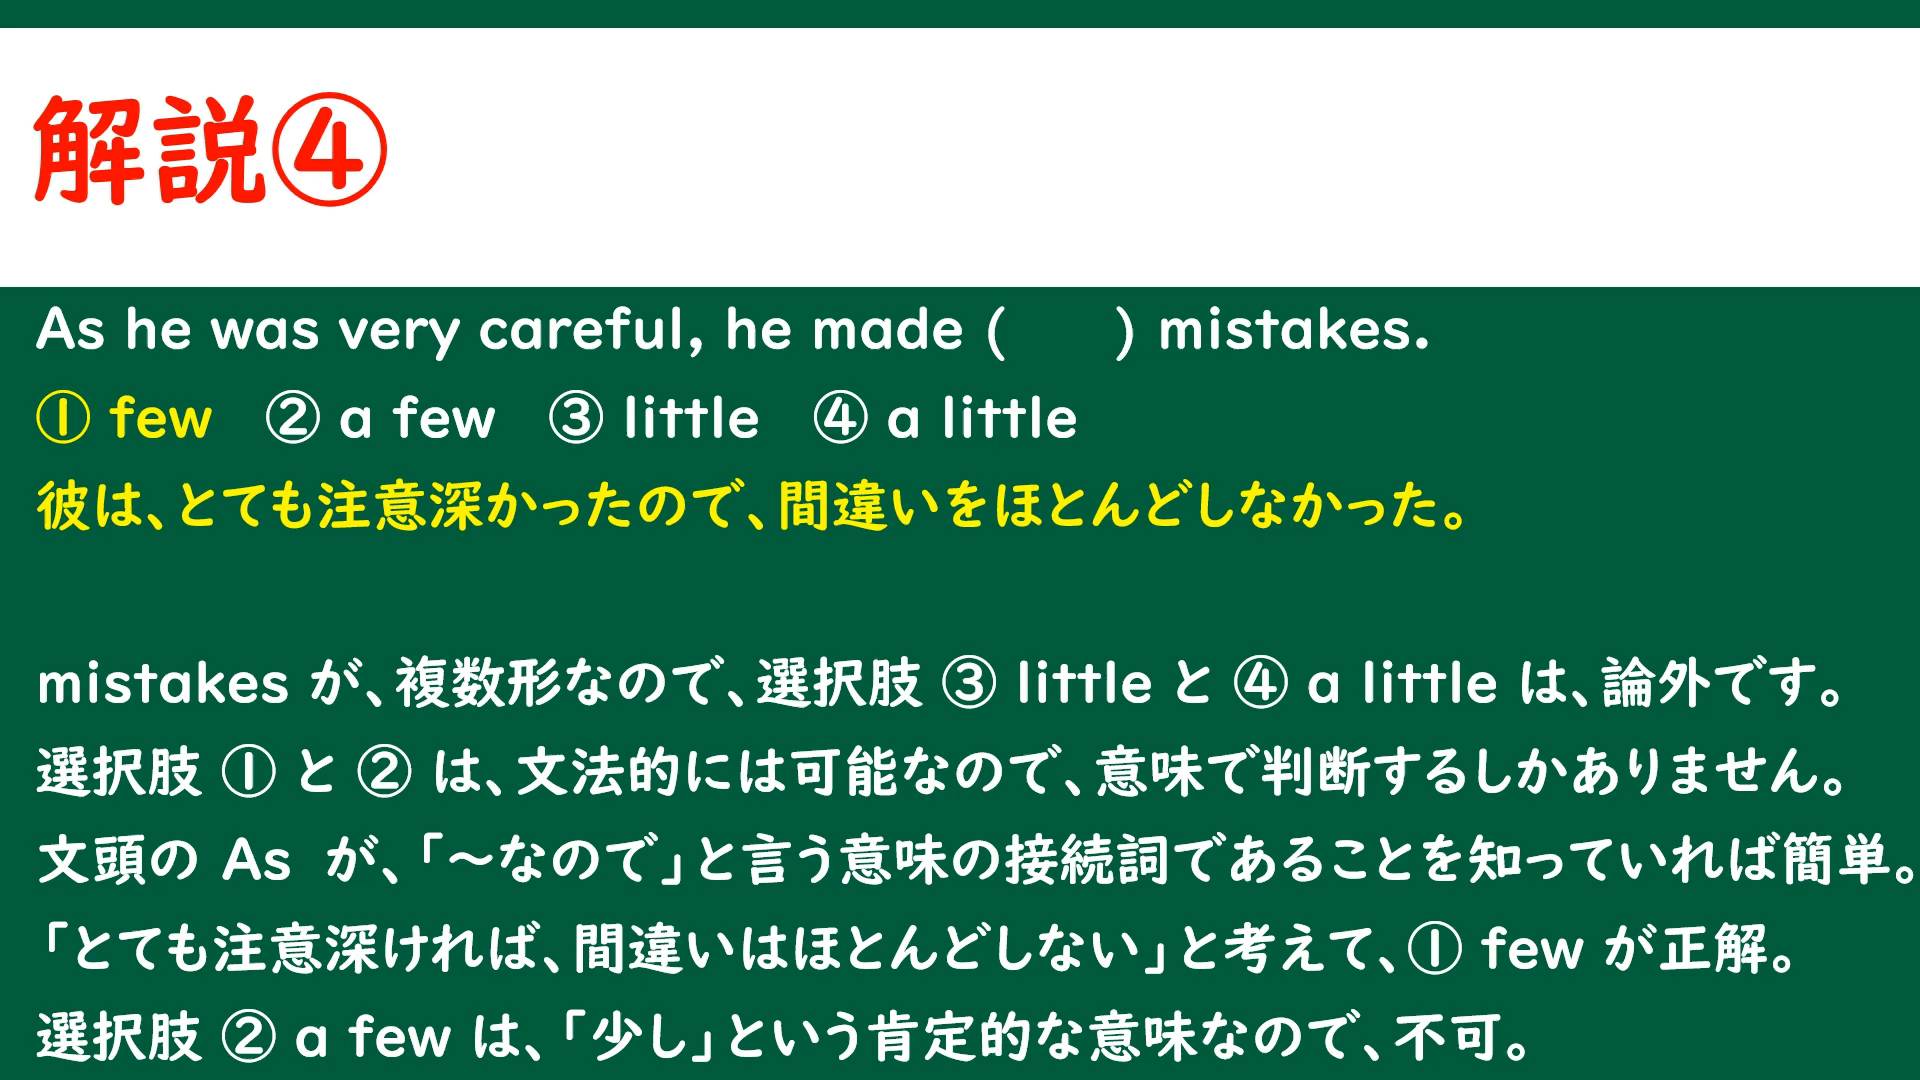 解説④
As he was very careful, he made (　　) mistakes.
① few　② a few　③ little　④ a little
彼は、とても注意深かったので、間違いをほとんどしなかった。
mistakes が、複数形なので、選択肢 ③ little と ④ a little は、論外です。
選択肢 ① と ② は、文法的には可能なので、意味で判断するしかありません。
文頭の As が、「～なので」と言う意味の接続詞であることを知っていれば簡単。
「とても注意深ければ、間違いはほとんどしない」と考えて、① few が正解。
選択肢 ② a few は、「少し」という肯定的な意味なので、不可。